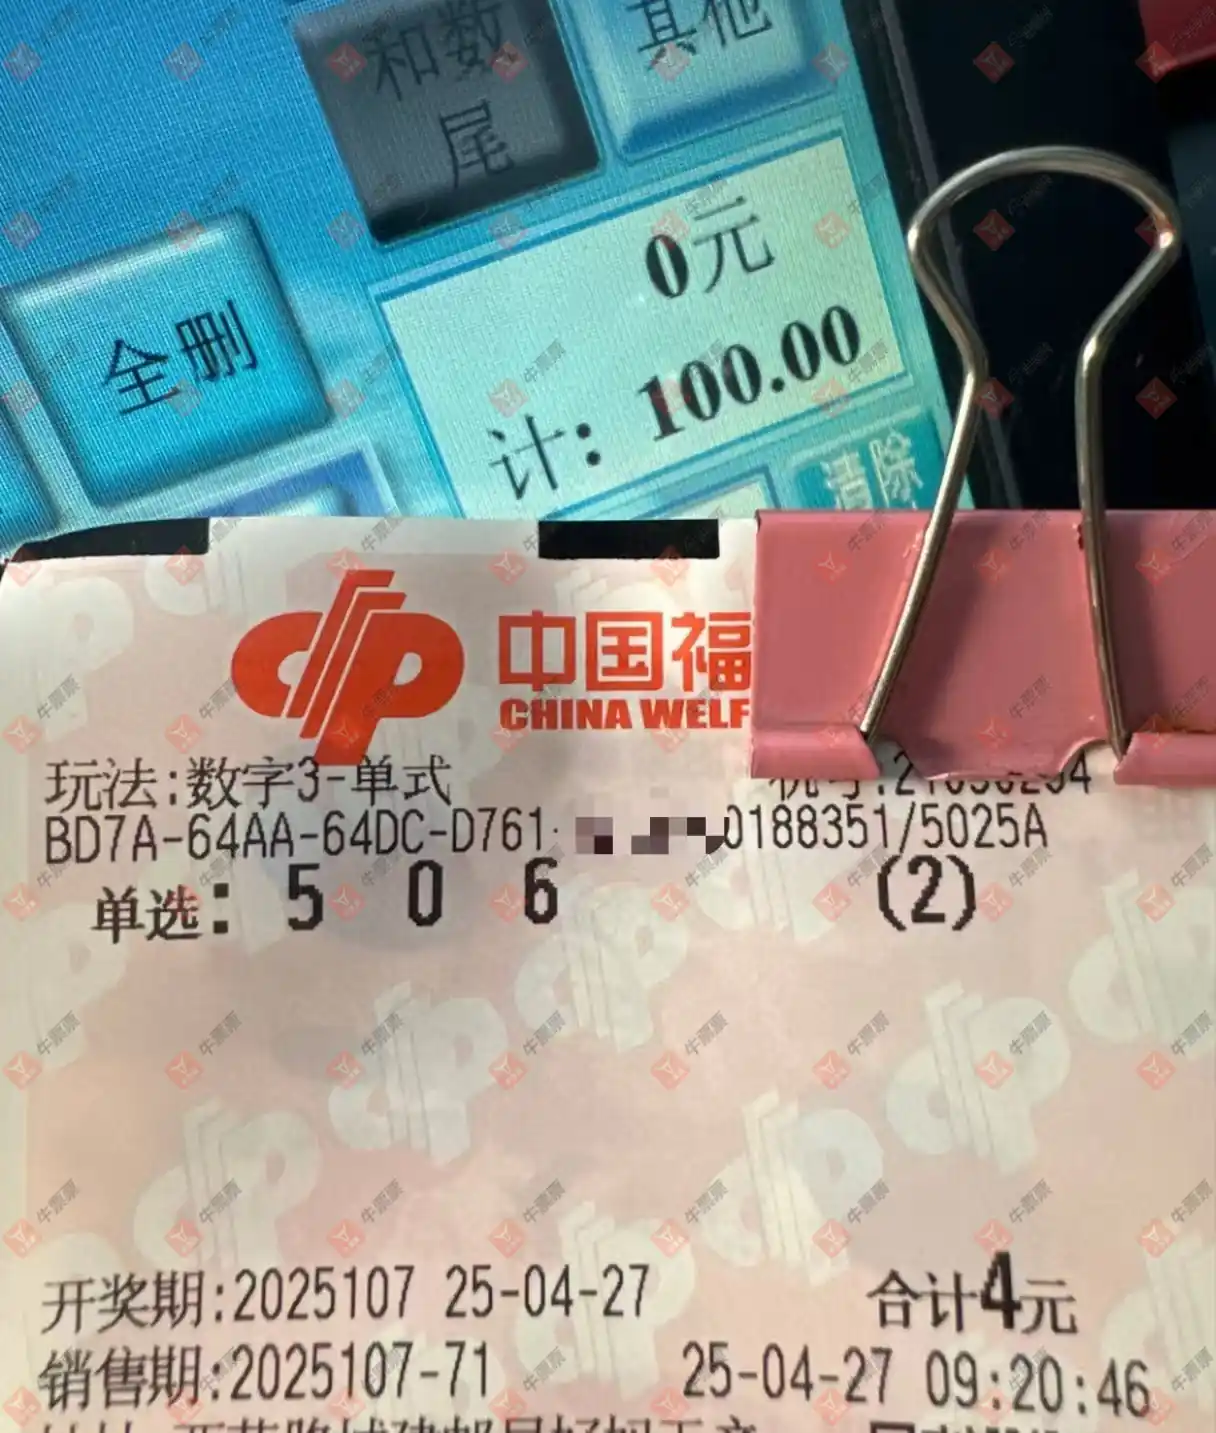 和数
尾
其他
全删
0元
计：100.00
清除
中国福
CHINA WELF
玩法:数字3-单式
BD7A-64AA-64DC-D761
0188351/5025A
单选: 5 0 6 (2)
开奖期:2025107 25-04-27 合计4元
销售期:2025107-71 25-04-27 09:20:46
牛票票